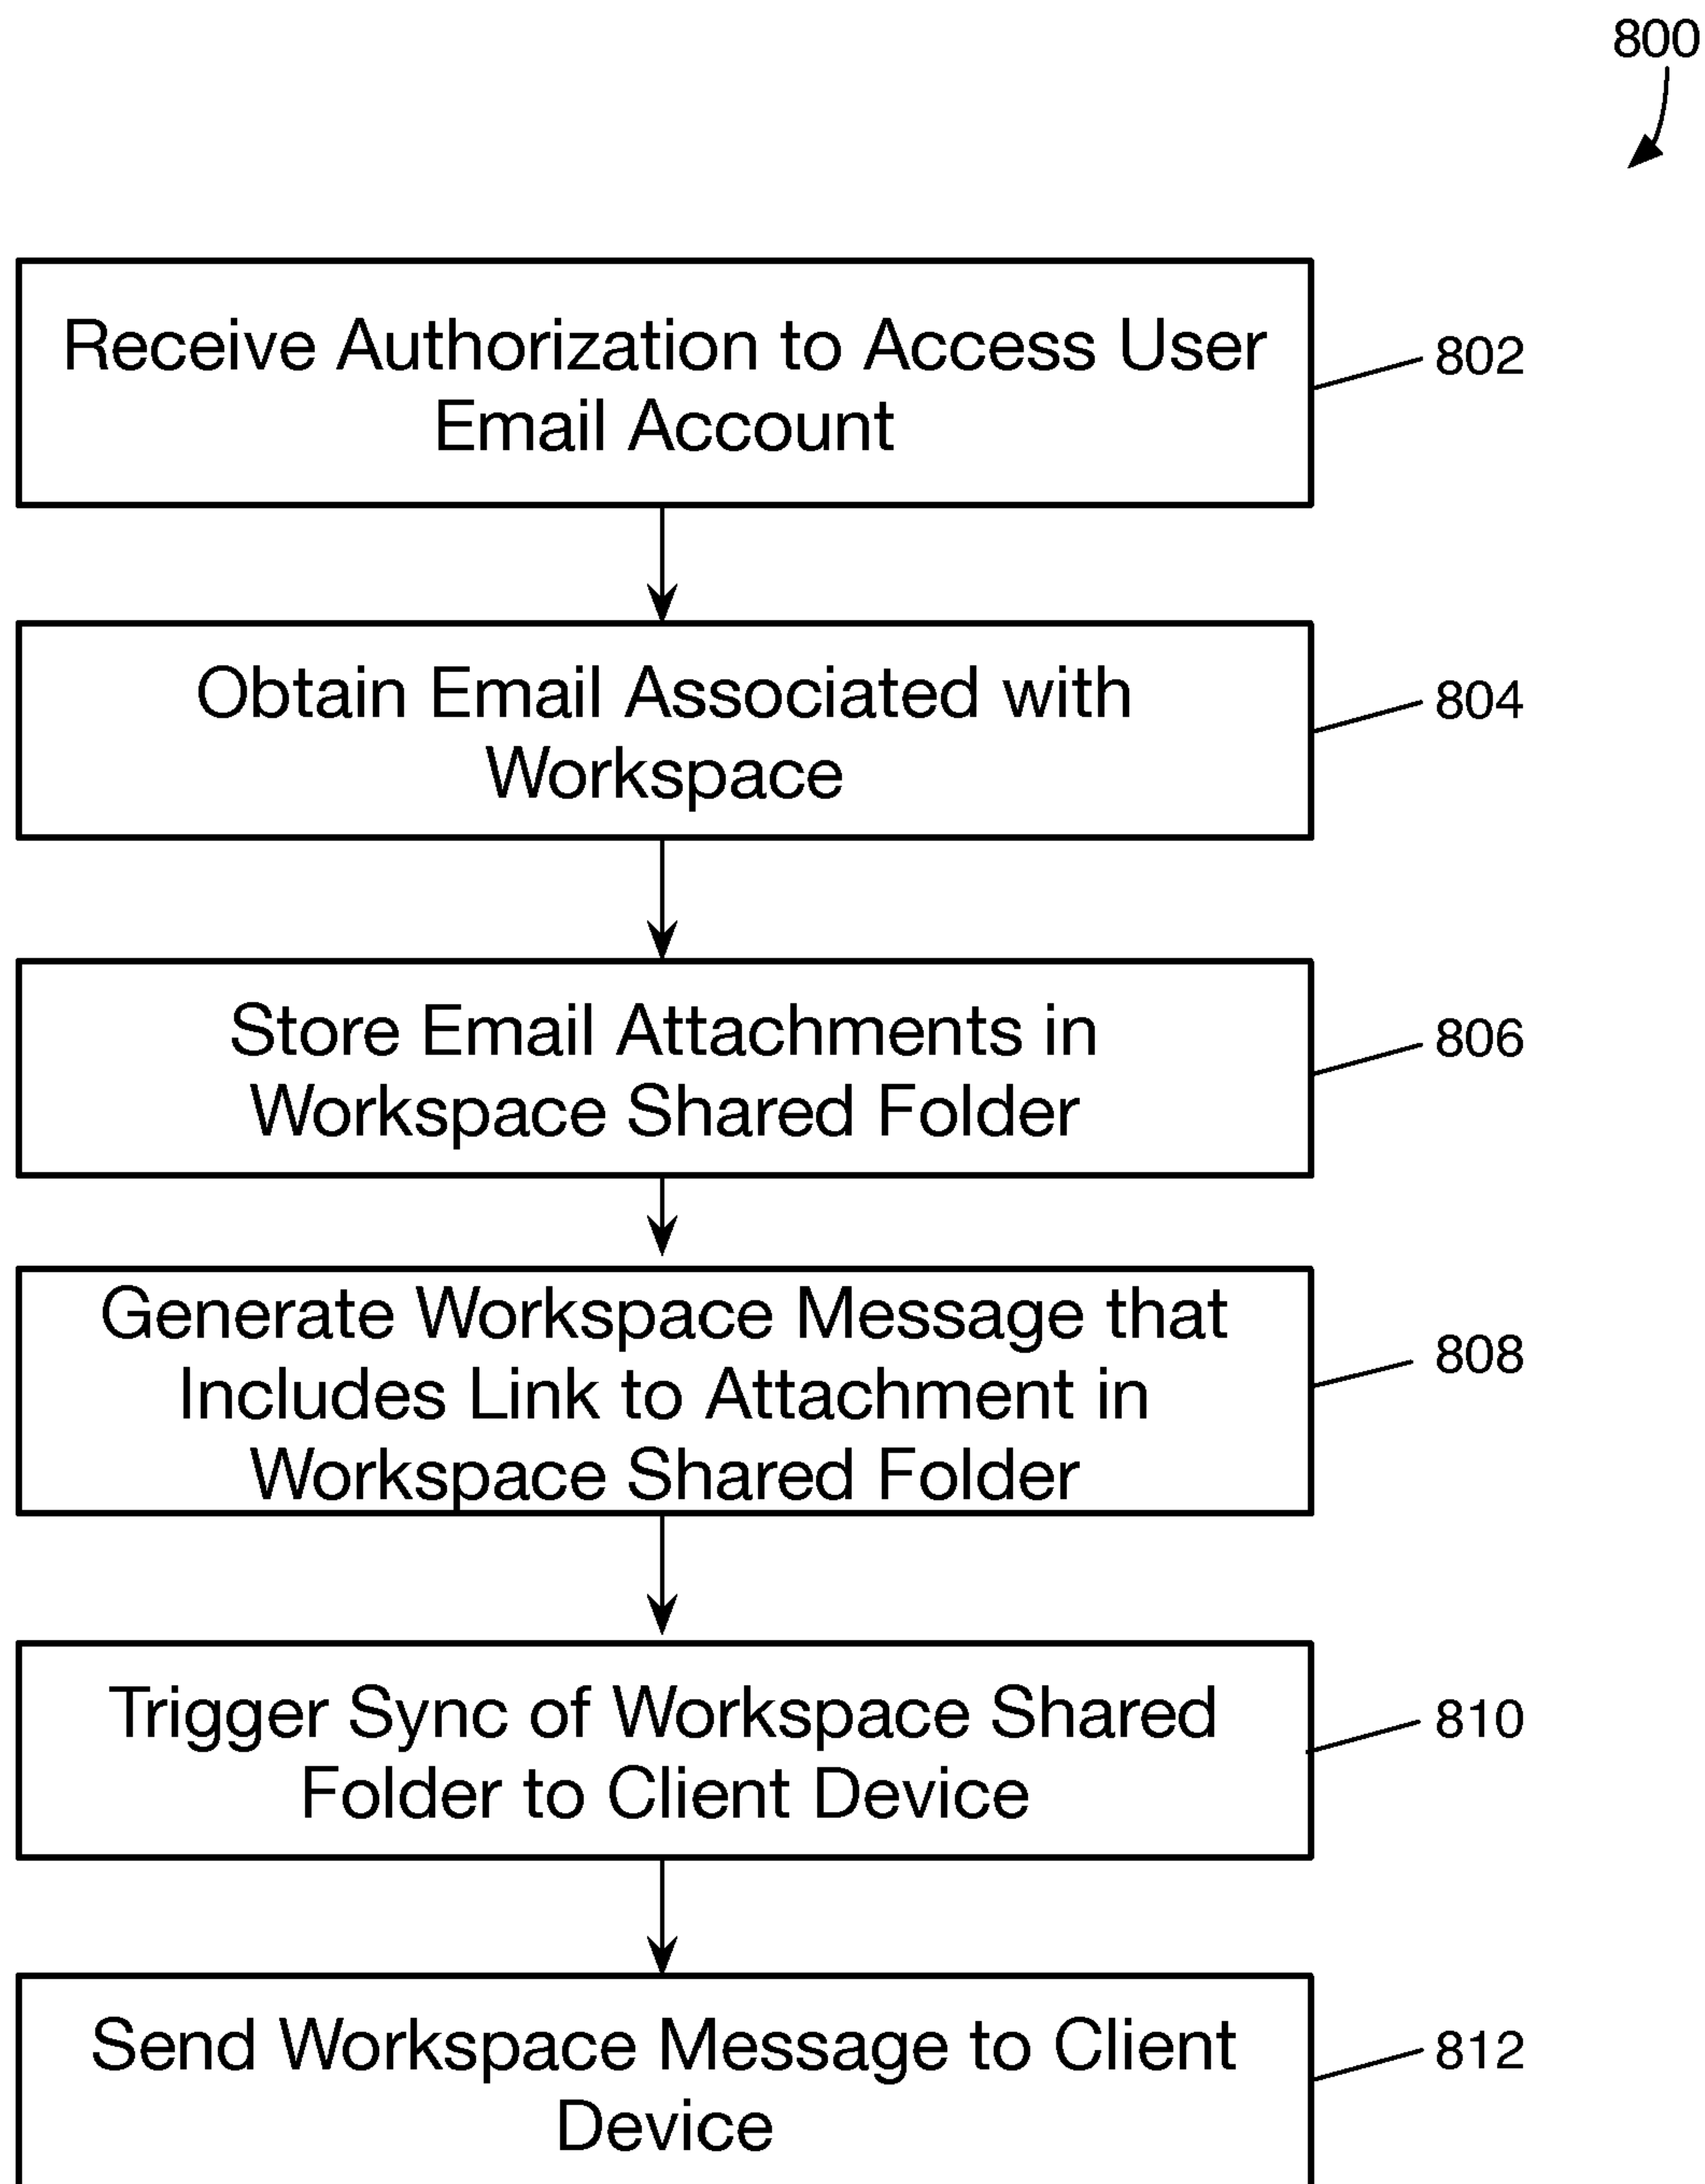 800
Receive Authorization to Access User
Email Account
802
Obtain Email Associated with
Workspace
804
Store Email Attachments in
Workspace Shared Folder
806
Generate Workspace Message that
Includes Link to Attachment in
Workspace Shared Folder
808
Trigger Sync of Workspace Shared
Folder to Client Device
810
Send Workspace Message to Client
Device
812